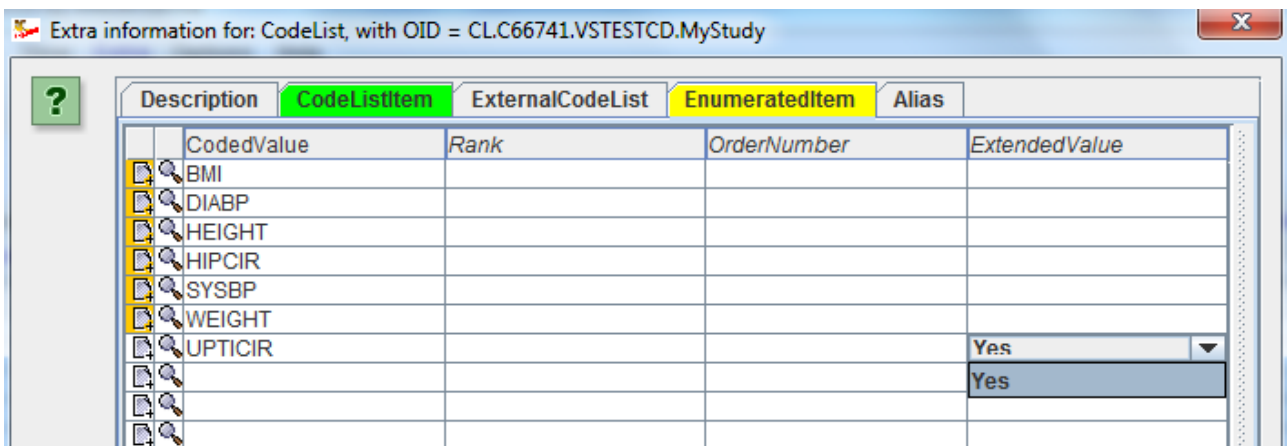 Extra information for: CodeList, with OID = CL.C66741.VSTESTCD.MyStudy
x
? Description CodeListItem ExternalCodeList EnumeratedItem Alias
CodedValue Rank OrderNumber ExtendedValue
BMI
DIABP
HEIGHT
HIPCIR
SYSBP
WEIGHT
UPTICIR Yes
Yes